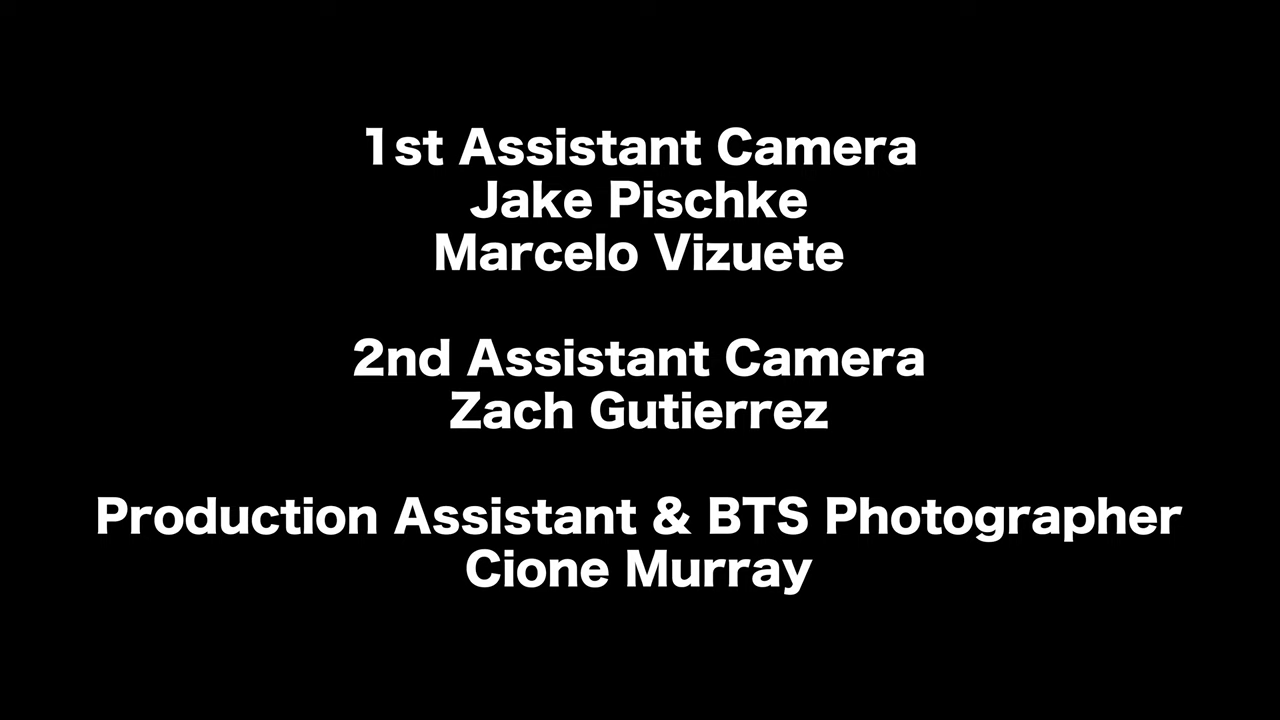 1st Assistant Camera
Jake Pischke
Marcelo Vizuete
2nd Assistant Camera
Zach Gutierrez
Production Assistant & BTS Photographer
Cione Murray